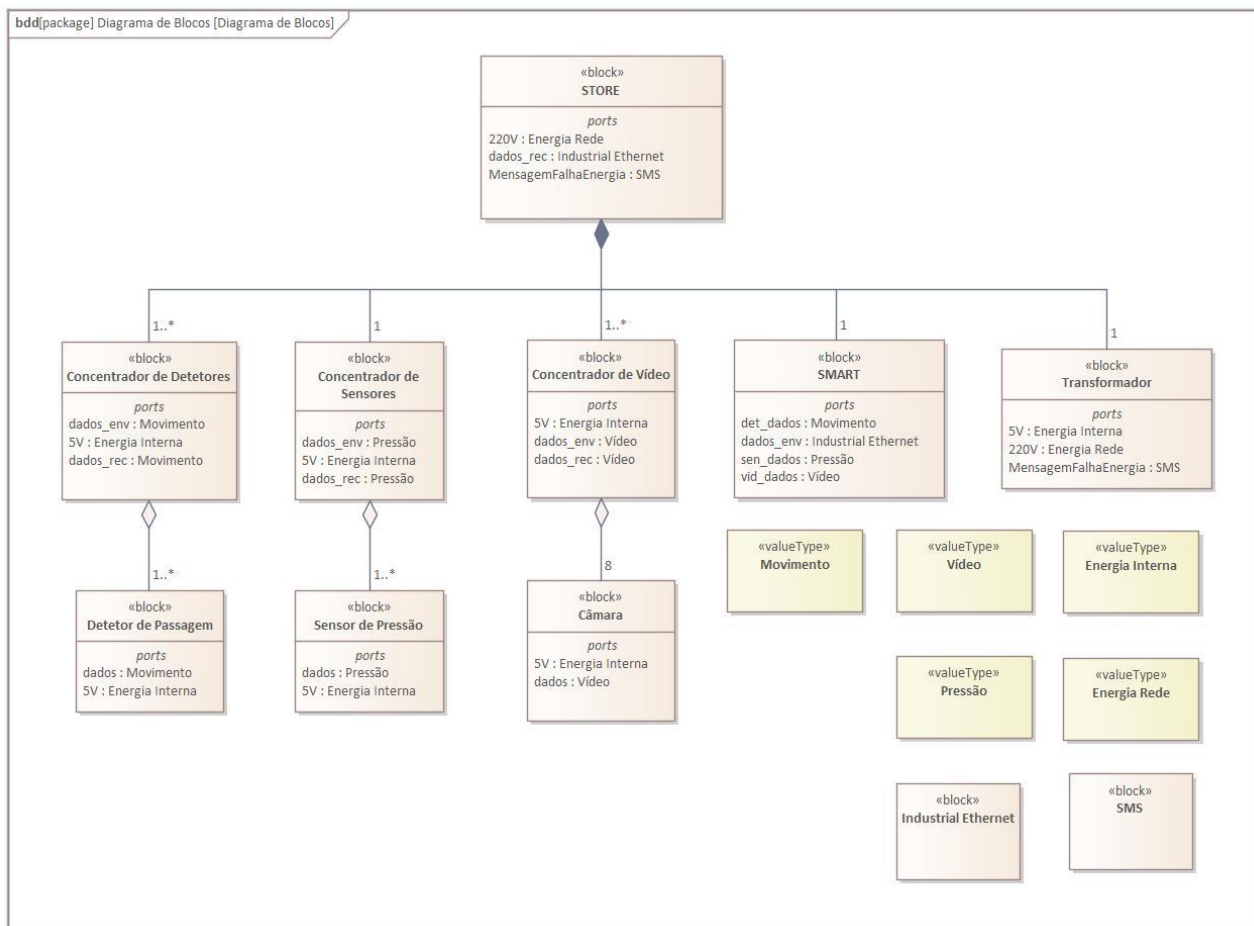 bdd[package] Diagrama de Blocos [Diagrama de Blocos]
«block»
STORE
ports
220V : Energia Rede
dados_rec : Industrial Ethernet
MensagemFalhaEnergia : SMS
1..*
1
1..*
1
1
«block»
Concentrador de Detetores
ports
dados_env : Movimento
5V : Energia Interna
dados_rec : Movimento
«block»
Concentrador de
Sensores
ports
dados_env : Pressão
5V : Energia Interna
dados_rec : Pressão
«block»
Concentrador de Vídeo
ports
5V : Energia Interna
dados_env : Vídeo
dados_rec : Vídeo
«block»
SMART
ports
det_dados : Movimento
dados_env : Industrial Ethernet
sen_dados : Pressão
vid_dados : Vídeo
«block»
Transformador
ports
5V : Energia Interna
220V : Energia Rede
MensagemFalhaEnergia : SMS
1..*
1..*
8
«block»
Detetor de Passagem
ports
dados : Movimento
5V : Energia Interna
«block»
Sensor de Pressão
ports
dados : Pressão
5V : Energia Interna
«block»
Câmara
ports
5V : Energia Interna
dados : Vídeo
«valueType»
Movimento
«valueType»
Vídeo
«valueType»
Energia Interna
«valueType»
Pressão
«valueType»
Energia Rede
«block»
Industrial Ethernet
«block»
SMS